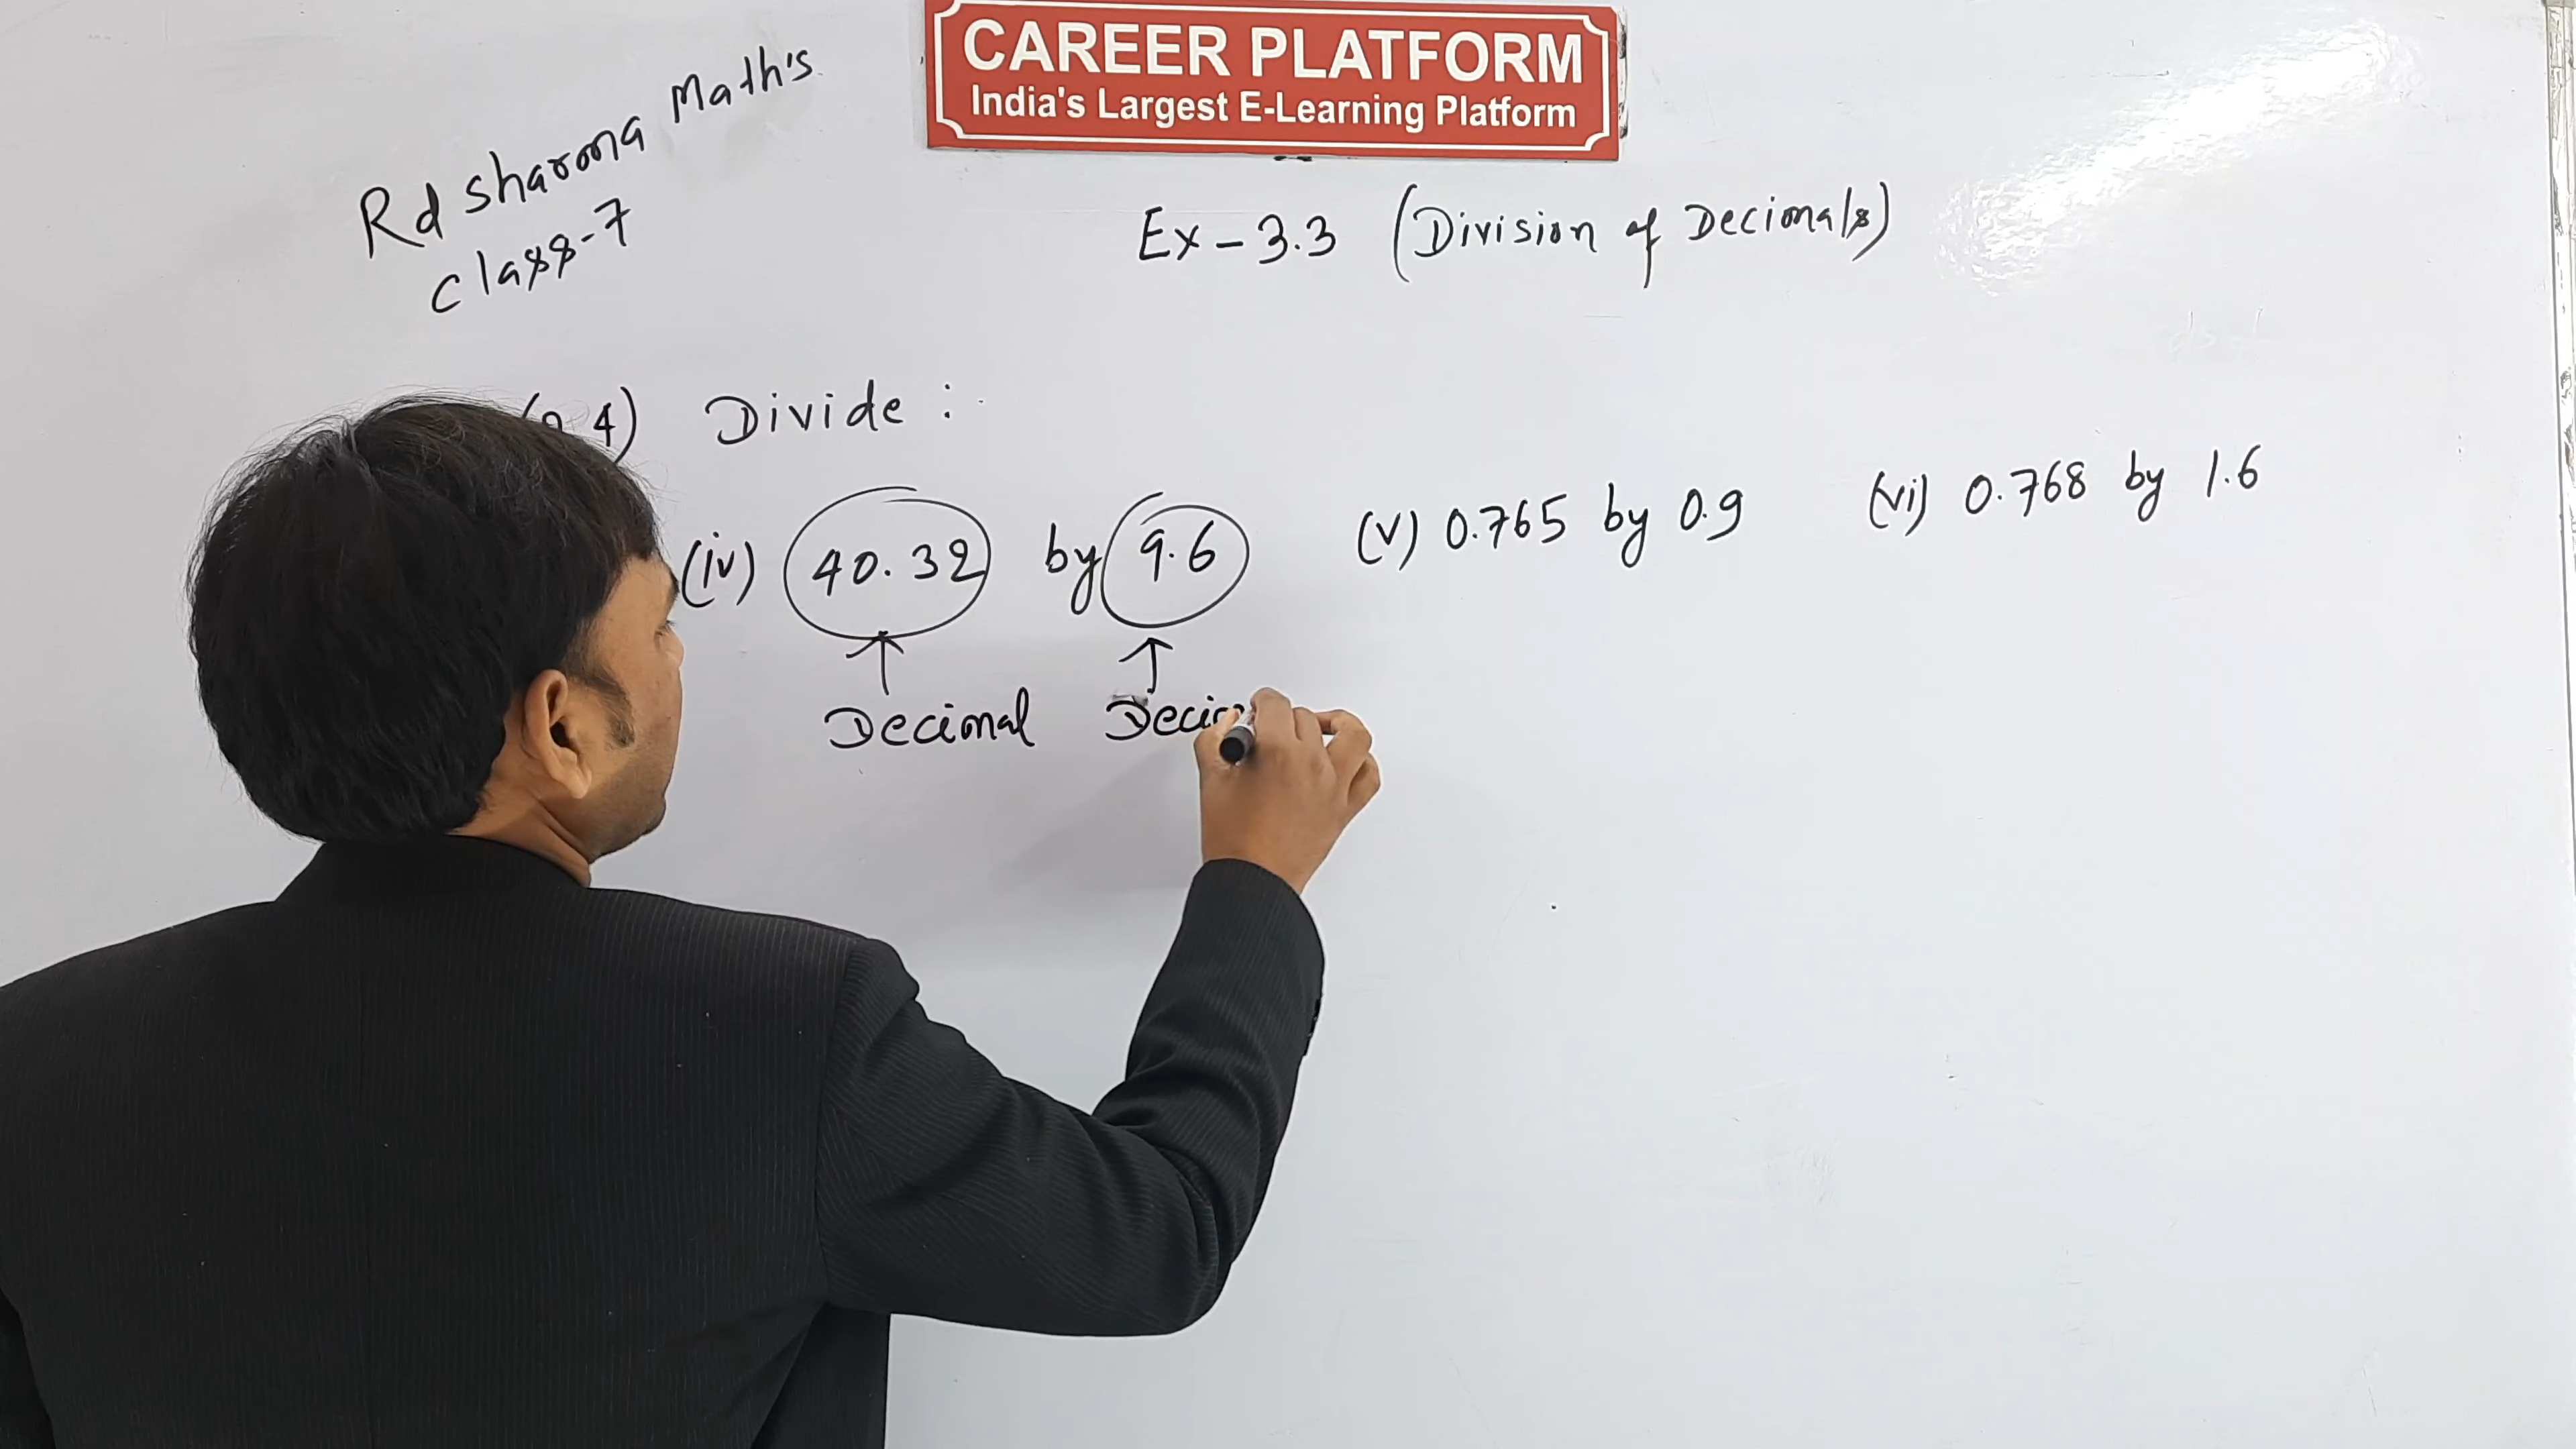 CAREER PLATFORM
India's Largest E-Learning Platform
Rd Sharma Math's
Class-7
Ex-3.3 (Division of Decimals)
4) Divide :
(iv) 40.32 by 9.6 (v) 0.765 by 0.9 (vi) 0.768 by 1.6
Decimal